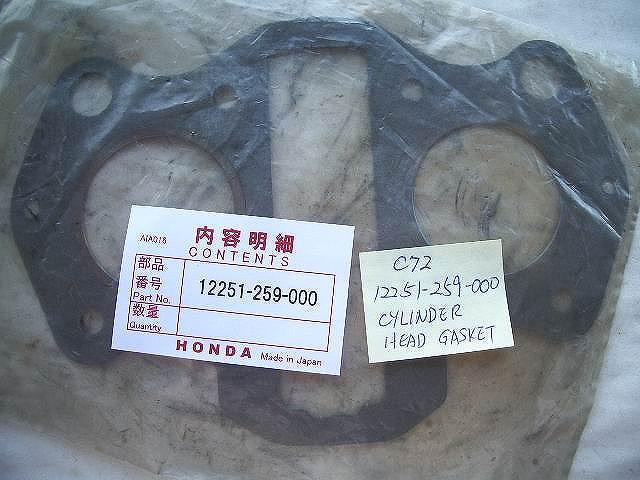 AIA018
内容明細
CONTENTS
部品
番号
Part No.
12251-259-000
数量
Quantity
HONDA Made in Japan
C72
12251-259-000
CYLINDER
HEAD GASKET